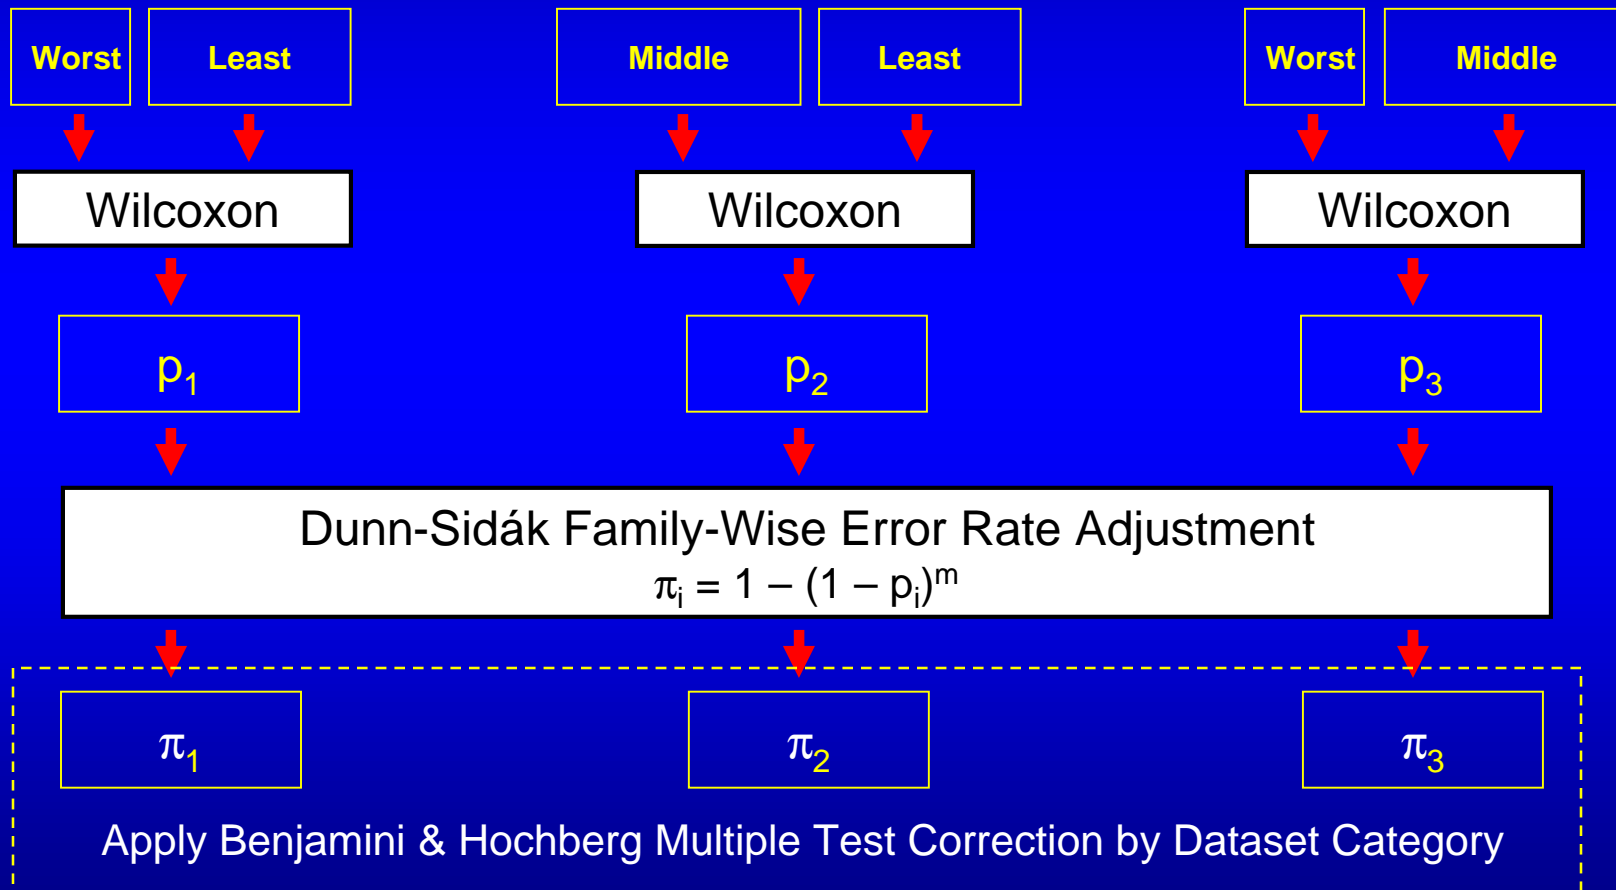 Worst Least Middle Least Worst Middle
Wilcoxon Wilcoxon Wilcoxon
p₁ p₂ p₃
Dunn-Sidák Family-Wise Error Rate Adjustment
πᵢ = 1 – (1 – pᵢ)ᵐ
π₁ π₂ π₃
Apply Benjamini & Hochberg Multiple Test Correction by Dataset Category